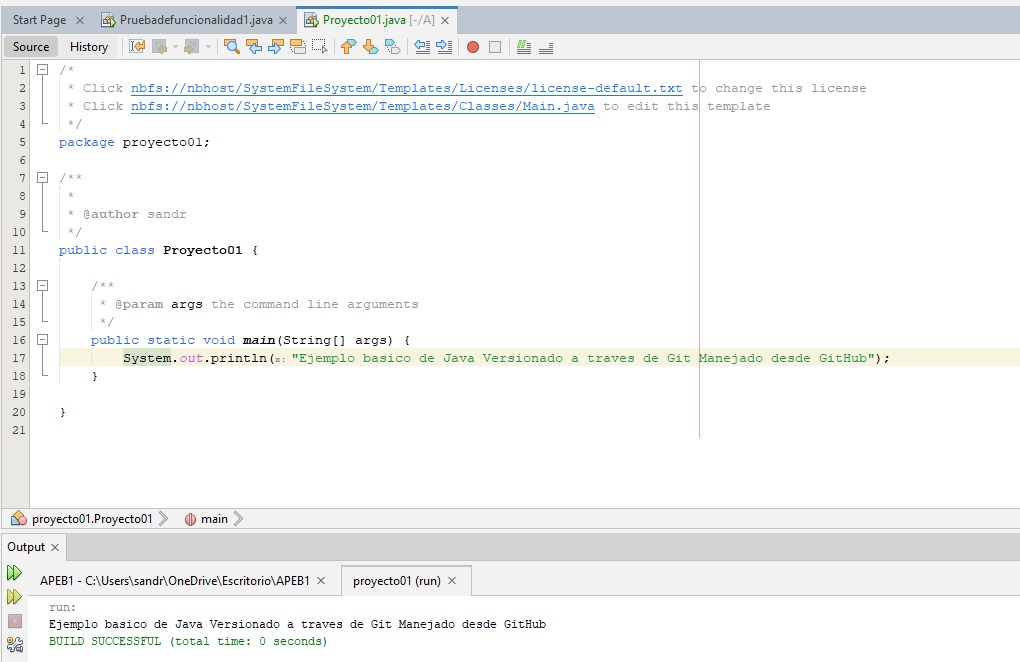 Start Page Pruebadefuncionalidad1.java Proyecto01.java [-/A]
Source History
1 /*
2 * Click nbfs://nbhost/SystemFileSystem/Templates/Licenses/license-default.txt to change this license
3 * Click nbfs://nbhost/SystemFileSystem/Templates/Classes/Main.java to edit this template
4 */
5 package proyecto01;
6
7 /**
8 *
9 * @author sandr
10 */
11 public class Proyecto01 {
12
13 /**
14 * @param args the command line arguments
15 */
16 public static void main(String[] args) {
17 System.out.println(x: "Ejemplo basico de Java Versionado a traves de Git Manejado desde GitHub");
18 }
19
20 }
21
proyecto01.Proyecto01 main
Output
APEB1 - C:\Users\sandr\OneDrive\Escritorio\APEB1 proyecto01 (run)
run:
Ejemplo basico de Java Versionado a traves de Git Manejado desde GitHub
BUILD SUCCESSFUL (total time: 0 seconds)